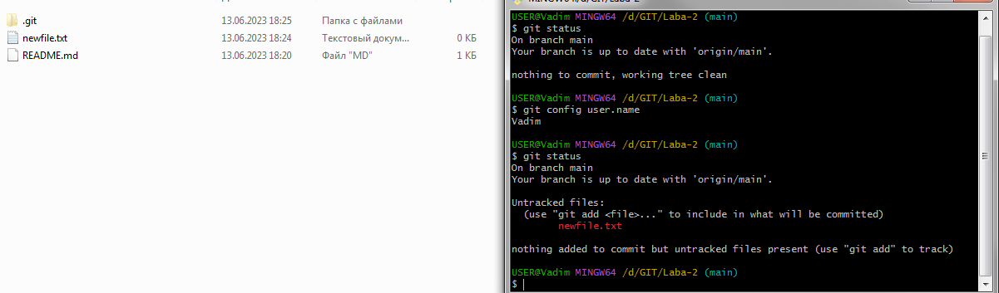 .git 13.06.2023 18:25 Папка с файлами
newfile.txt 13.06.2023 18:24 Текстовый докум... 0 КБ
README.md 13.06.2023 18:20 Файл "MD" 1 КБ
USER@Vadim MINGW64 /d/GIT/Laba-2 (main)
$ git status
On branch main
Your branch is up to date with 'origin/main'.
nothing to commit, working tree clean
USER@Vadim MINGW64 /d/GIT/Laba-2 (main)
$ git config user.name
Vadim
USER@Vadim MINGW64 /d/GIT/Laba-2 (main)
$ git status
On branch main
Your branch is up to date with 'origin/main'.
Untracked files:
(use "git add <file>..." to include in what will be committed)
newfile.txt
nothing added to commit but untracked files present (use "git add" to track)
USER@Vadim MINGW64 /d/GIT/Laba-2 (main)
$